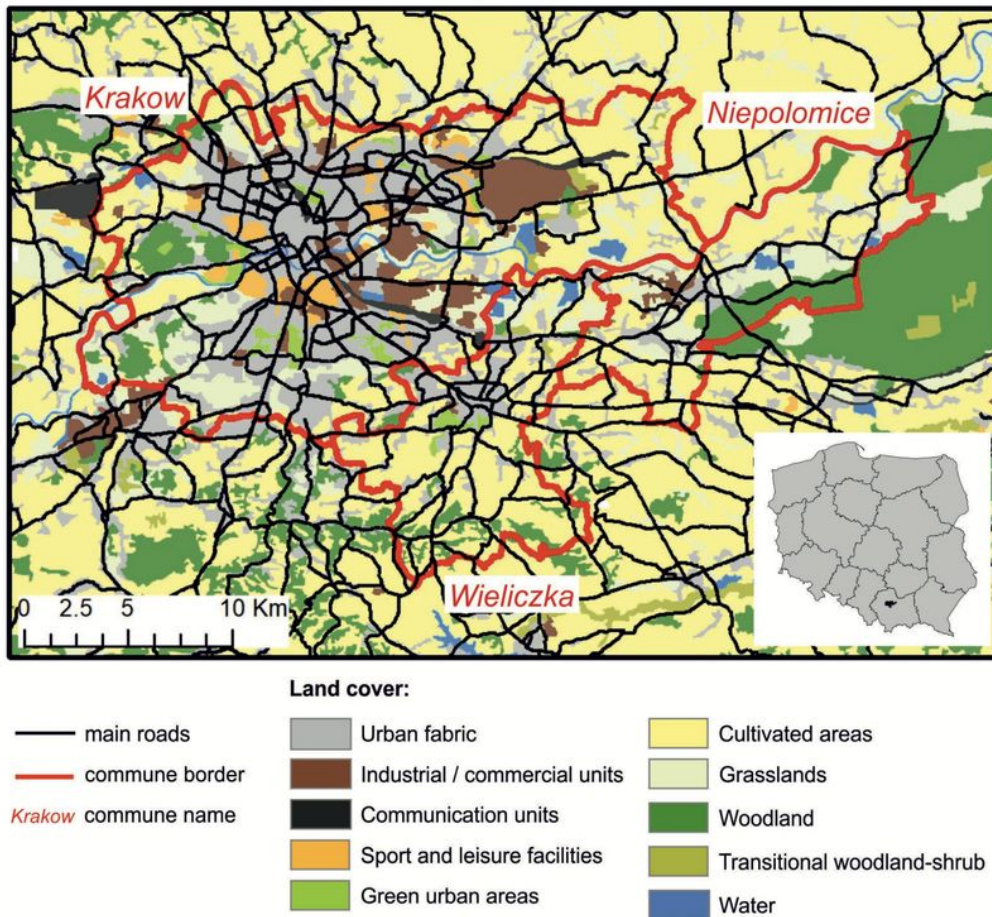 Krakow
Niepolomice
Wieliczka
0 2.5 5 10 Km
Land cover:
main roads
commune border
Krakow commune name
Urban fabric
Industrial / commercial units
Communication units
Sport and leisure facilities
Green urban areas
Cultivated areas
Grasslands
Woodland
Transitional woodland-shrub
Water